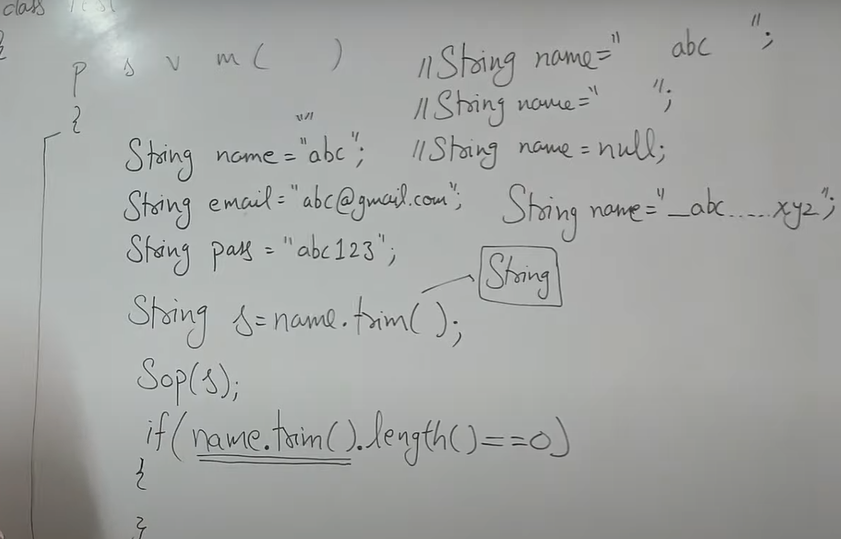 class Test
{
p s v m ( )
{
//String name=" abc ";
//String name=" ";
""
String name="abc"; //String name=null;
String email="abc@gmail.com"; String name="_abc.....xyz";
String pass = "abc123";
String
String s=name.trim();
Sop(s);
if(name.trim().length()==0)
{
}